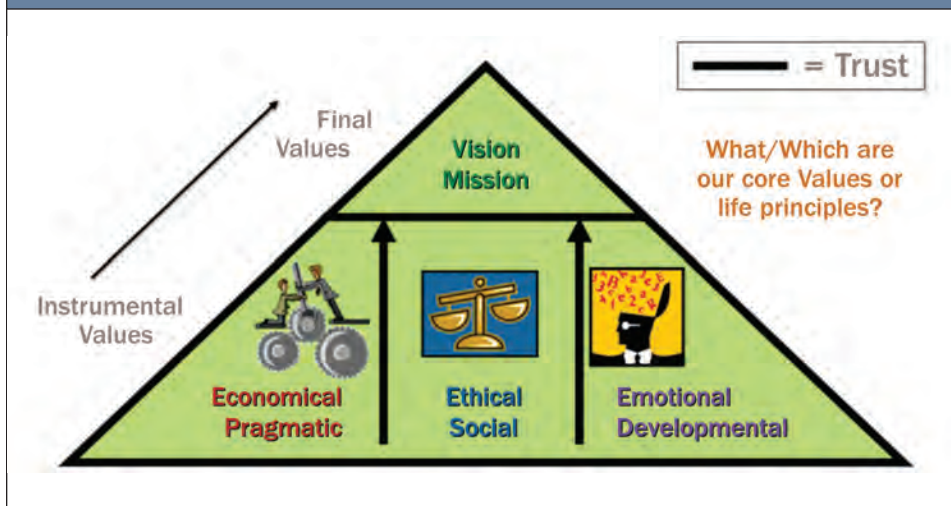 = Trust
Final
Values
Vision
Mission
What/Which are
our core Values or
life principles?
Instrumental
Values
Economical
Pragmatic
Ethical
Social
Emotional
Developmental